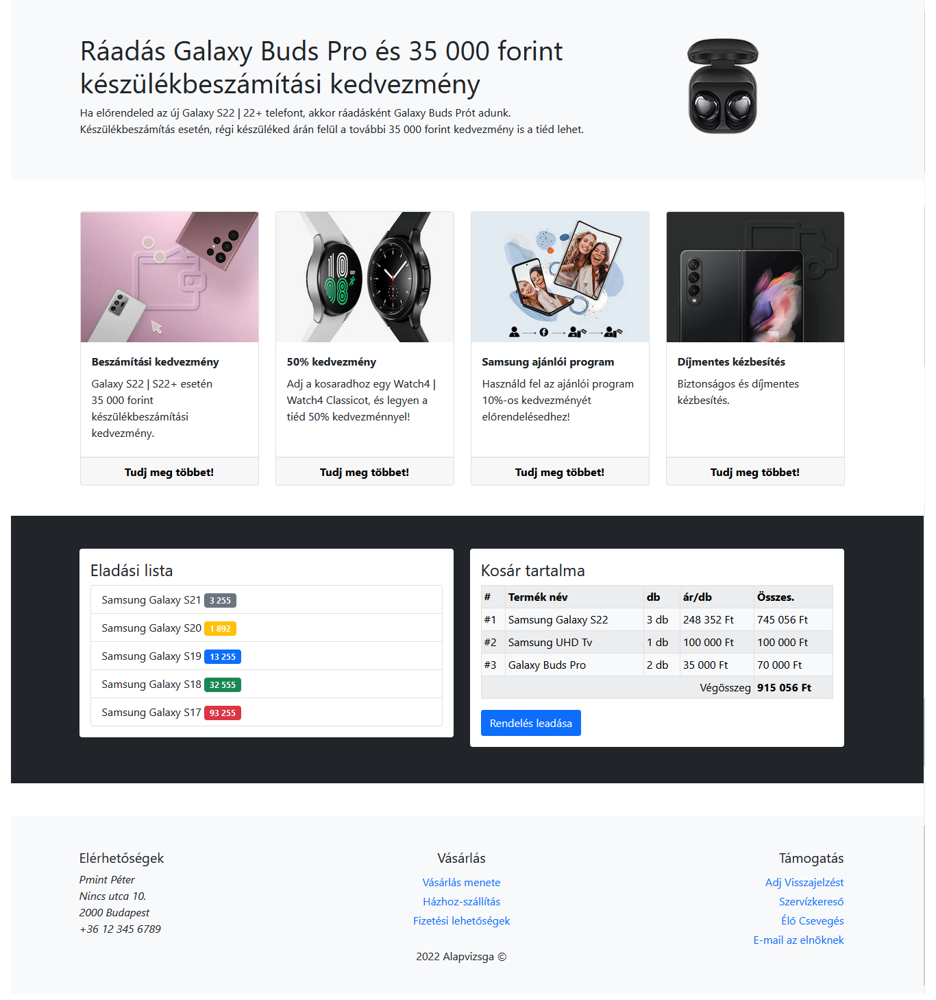 Ráadás Galaxy Buds Pro és 35 000 forint
készülékbeszámítási kedvezmény
Ha előrendeled az új Galaxy S22 | 22+ telefont, akkor ráadásként Galaxy Buds Prót adunk.
Készülékbeszámítás esetén, régi készüléked árán felül a további 35 000 forint kedvezmény is a tiéd lehet.
Beszámítási kedvezmény
Galaxy S22 | S22+ esetén
35 000 forint
készülékbeszámítási
kedvezmény.
Tudj meg többet!
10
08
GO!
50% kedvezmény
Adj a kosaradhoz egy Watch4 |
Watch4 Classicot, és legyen a
tiéd 50% kedvezménnyel!
Tudj meg többet!
Samsung ajánlói program
Használd fel az ajánlói program
10%-os kedvezményét
előrendelésedhez!
Tudj meg többet!
Díjmentes kézbesítés
Biztonságos és díjmentes
kézbesítés.
Tudj meg többet!
Eladási lista
Samsung Galaxy S21 3 255
Samsung Galaxy S20 1 892
Samsung Galaxy S19 13 255
Samsung Galaxy S18 32 555
Samsung Galaxy S17 93 255
Kosár tartalma
# Termék név db ár/db Összes.
#1 Samsung Galaxy S22 3 db 248 352 Ft 745 056 Ft
#2 Samsung UHD Tv 1 db 100 000 Ft 100 000 Ft
#3 Galaxy Buds Pro 2 db 35 000 Ft 70 000 Ft
Végösszeg 915 056 Ft
Rendelés leadása
Elérhetőségek
Pmint Péter
Nincs utca 10.
2000 Budapest
+36 12 345 6789
Vásárlás
Vásárlás menete
Házhoz-szállítás
Fizetési lehetőségek
Támogatás
Adj Visszajelzést
Szervízkereső
Élő Csevegés
E-mail az elnöknek
2022 Alapvizsga ©